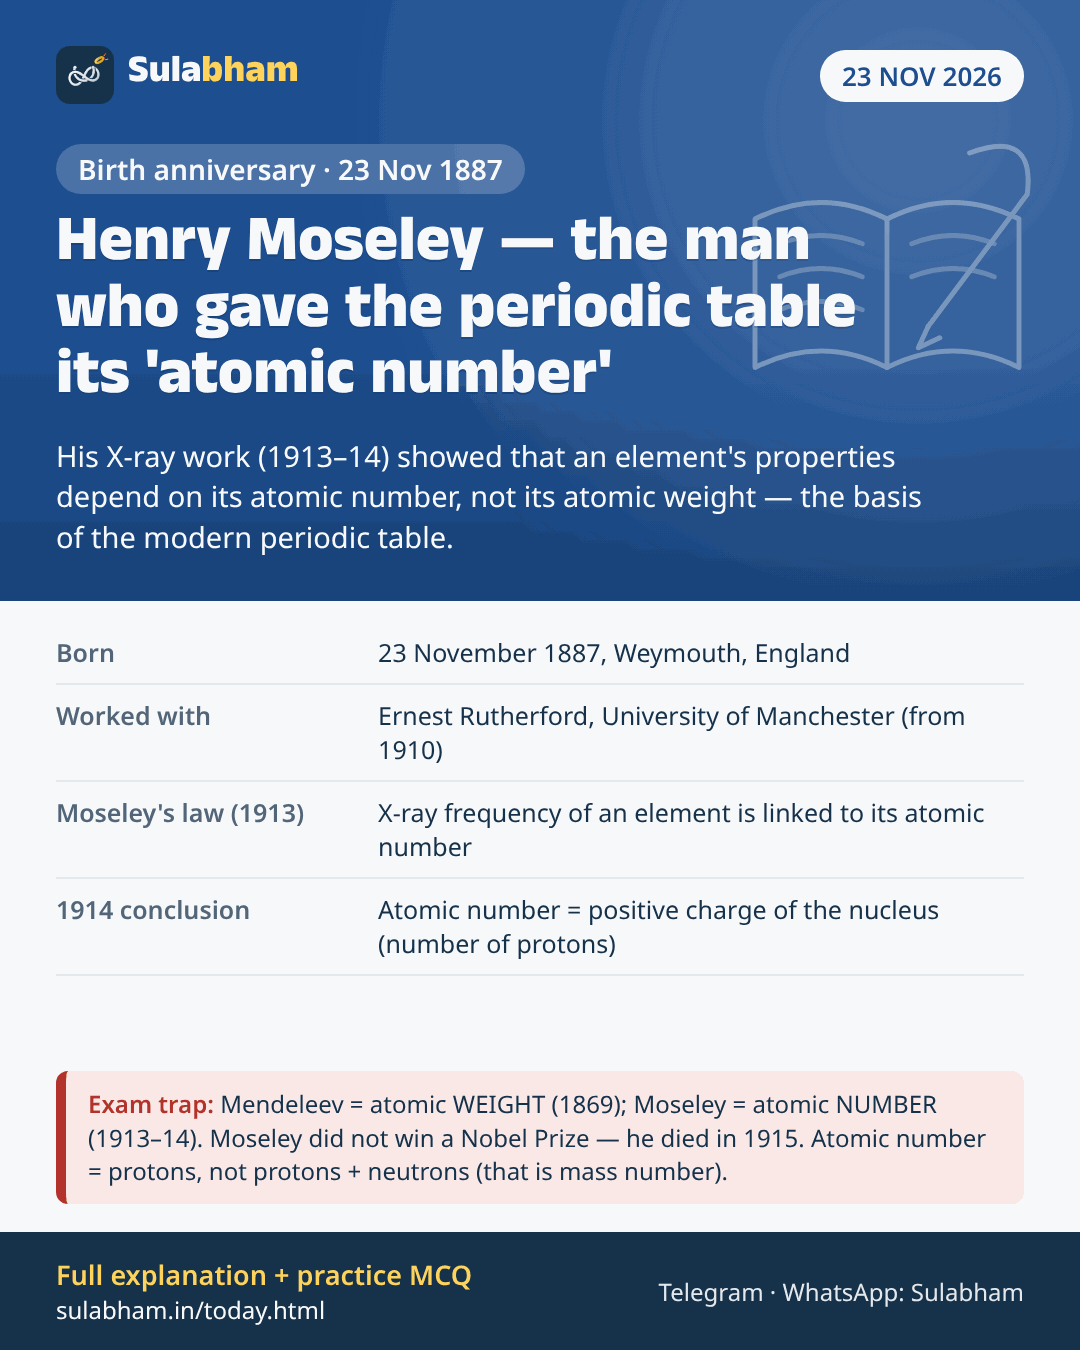 Sulabham
23 NOV 2026
Birth anniversary · 23 Nov 1887
Henry Moseley — the man
who gave the periodic table
its 'atomic number'
His X-ray work (1913–14) showed that an element's properties
depend on its atomic number, not its atomic weight — the basis
of the modern periodic table.
Born
23 November 1887, Weymouth, England
Worked with
Ernest Rutherford, University of Manchester (from
1910)
Moseley's law (1913)
X-ray frequency of an element is linked to its atomic
number
1914 conclusion
Atomic number = positive charge of the nucleus
(number of protons)
Exam trap: Mendeleev = atomic WEIGHT (1869); Moseley = atomic NUMBER
(1913–14). Moseley did not win a Nobel Prize — he died in 1915. Atomic number
= protons, not protons + neutrons (that is mass number).
Full explanation + practice MCQ
sulabham.in/today.html
Telegram · WhatsApp: Sulabham